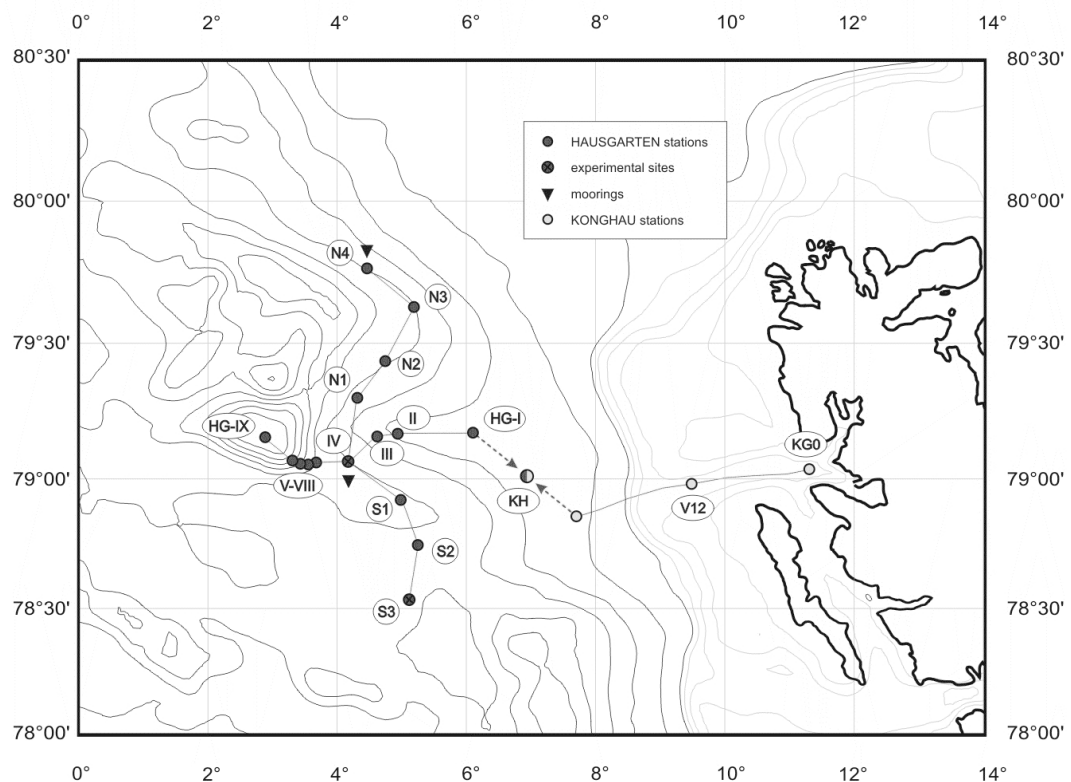 0° 2° 4° 6° 8° 10° 12° 14°
80°30' 80°30'
HAUSGARTEN stations
experimental sites
moorings
KONGHAU stations
80°00' 80°00'
N4
N3
79°30' 79°30'
N2
N1
II HG-I
HG-IX
IV III KG0
79°00' 79°00'
V-VIII KH V12
S1
S2
78°30' 78°30'
S3
78°00' 78°00'
0° 2° 4° 6° 8° 10° 12° 14°